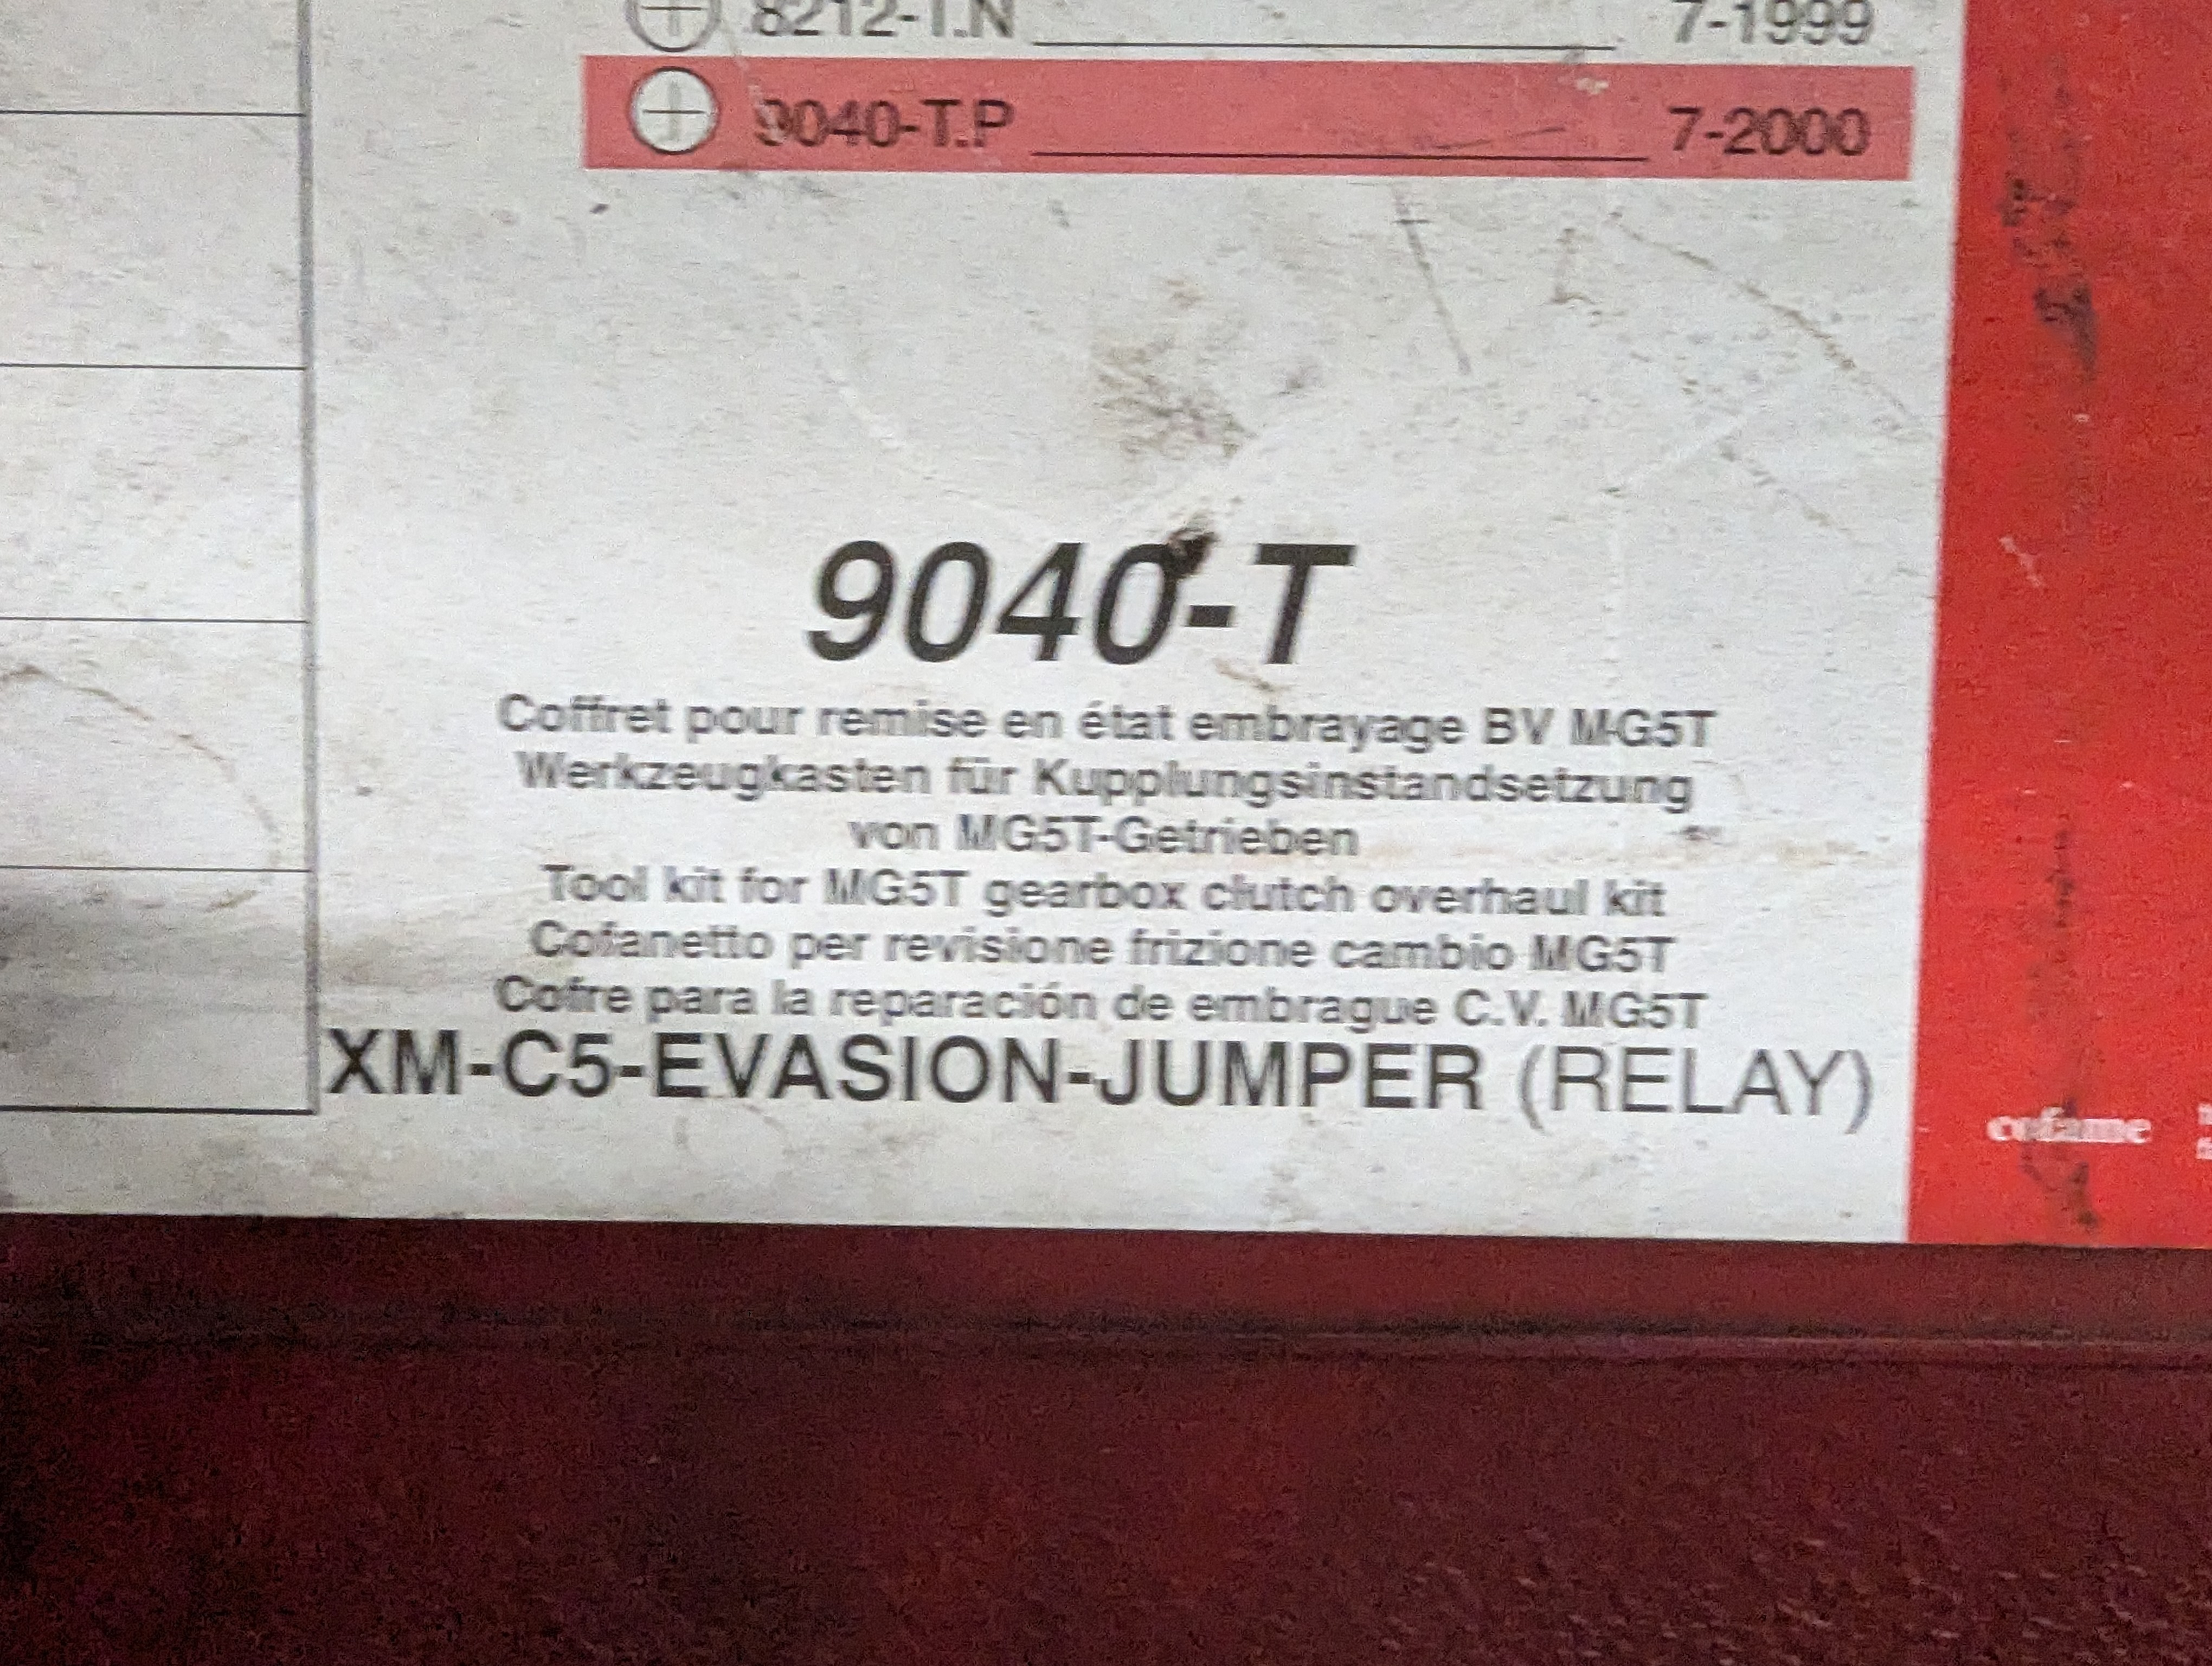 8212-T.N 7-1999
9040-T.P 7-2000
9040-T
Coffret pour remise en état embrayage BV MG5T
Werkzeugkasten für Kupplungsinstandsetzung
von MG5T-Getrieben
Tool kit for MG5T gearbox clutch overhaul kit
Cofanetto per revisione frizione cambio MG5T
Cofre para la reparación de embrague C.V. MG5T
XM-C5-EVASION-JUMPER (RELAY)
cofame